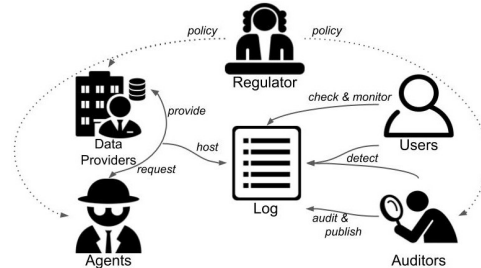 policy
policy
Regulator
check & monitor
provide
Data
Providers
host
Users
detect
request
Log
audit &
publish
Agents
Auditors